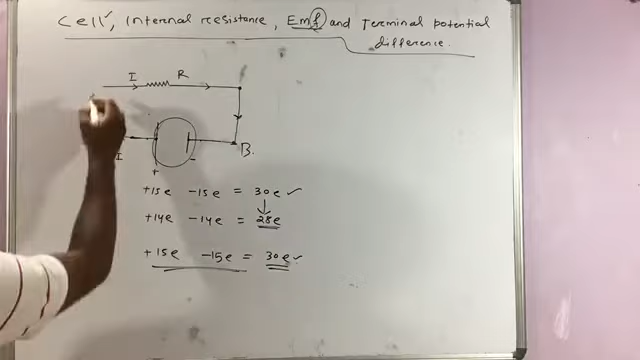 Cell, Internal resistance, Emf and Terminal potential
difference.
I R
B.
I
+ -
+15e -15e = 30e ✓
+14e -14e = 28e
+15e -15e = 30e ✓